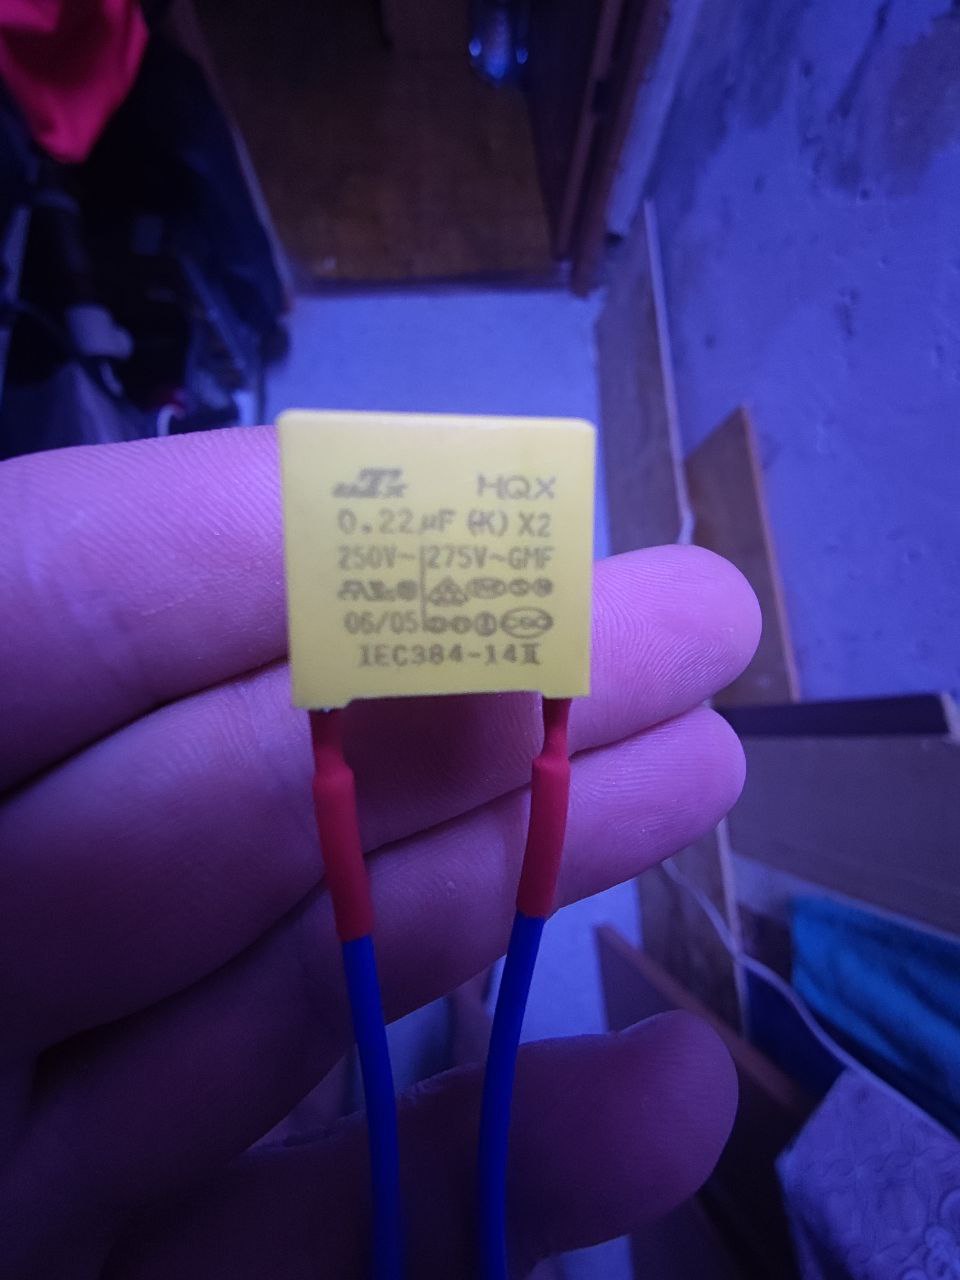 HQX
0.22µF (K) X2
250V~ 275V~GMF
06/05
IEC384-14II